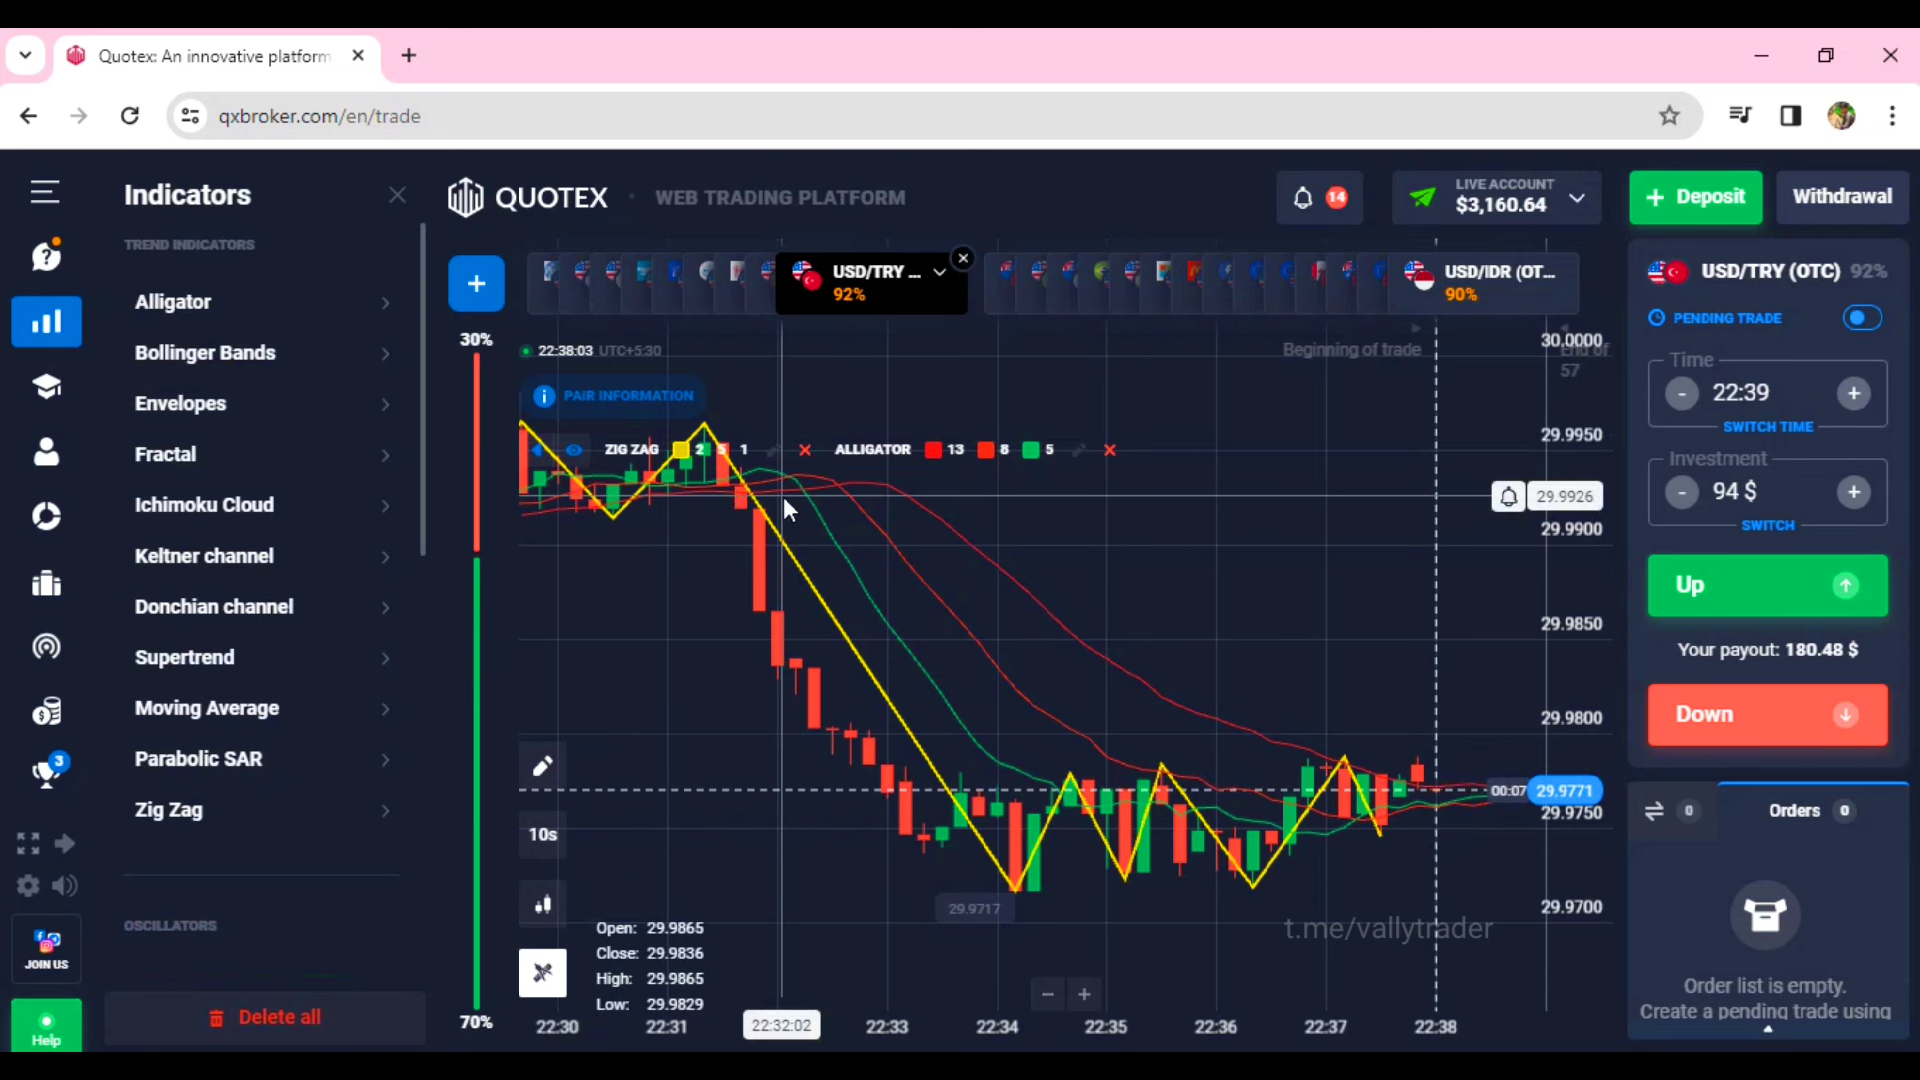 Quotex: An innovative platform
qxbroker.com/en/trade
Indicators
TREND INDICATORS
Alligator
Bollinger Bands
Envelopes
Fractal
Ichimoku Cloud
Keltner channel
Donchian channel
Supertrend
Moving Average
Parabolic SAR
Zig Zag
OSCILLATORS
Delete all
3
JOIN US
Help
QUOTEX
WEB TRADING PLATFORM
14
LIVE ACCOUNT
$3,160.64
+ Deposit
Withdrawal
USD/TRY ...
92%
USD/IDR (OT...
90%
30%
70%
22:38:03 UTC+5:30
Beginning of trade
End of
57
PAIR INFORMATION
ZIG ZAG 2 5 1
ALLIGATOR 13 8 5
30.0000
29.9950
29.9926
29.9900
29.9850
29.9800
00:07 29.9771
29.9750
29.9700
29.9717
10s
Open: 29.9865
Close: 29.9836
High: 29.9865
Low: 29.9829
t.me/vallytrader
22:30 22:31 22:32:02 22:33 22:34 22:35 22:36 22:37 22:38
USD/TRY (OTC) 92%
PENDING TRADE
Time
- 22:39 +
SWITCH TIME
Investment
- 94 $ +
SWITCH
Up
Your payout: 180.48 $
Down
0
Orders 0
Order list is empty.
Create a pending trade using